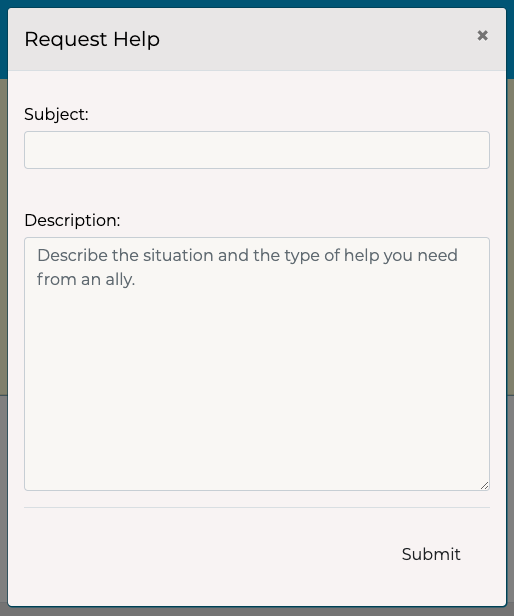 Request Help
Subject:
Description:
Describe the situation and the type of help you need
from an ally.
Submit